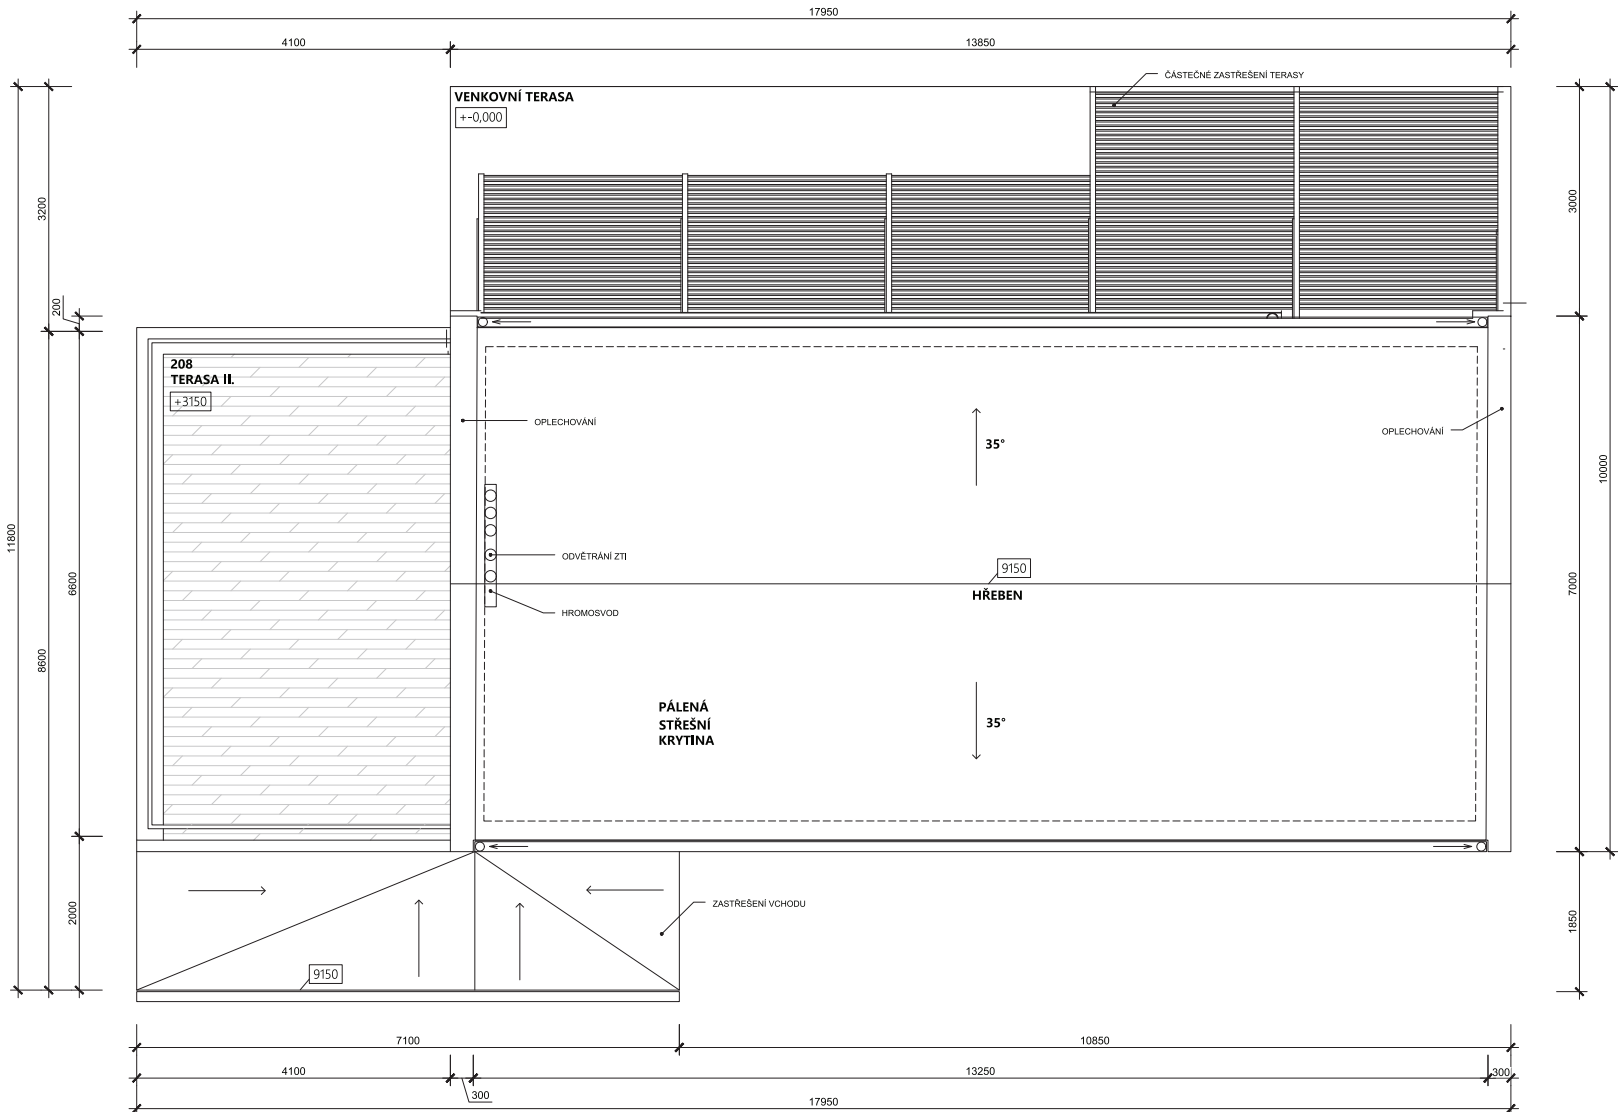 17950
4100
13850
ČÁSTEČNÉ ZASTŘEŠENÍ TERASY
VENKOVNÍ TERASA
+-0,000
3200
3000
200
208
TERASA II.
+3150
OPLECHOVÁNÍ
35°
OPLECHOVÁNÍ
10000
11800
ODVĚTRÁNÍ ZTI
9150
HŘEBEN
6600
7000
HROMOSVOD
8600
PÁLENÁ
STŘEŠNÍ
KRYTINA
35°
ZASTŘEŠENÍ VCHODU
2000
1850
9150
7100
10850
4100
300
13250
300
17950